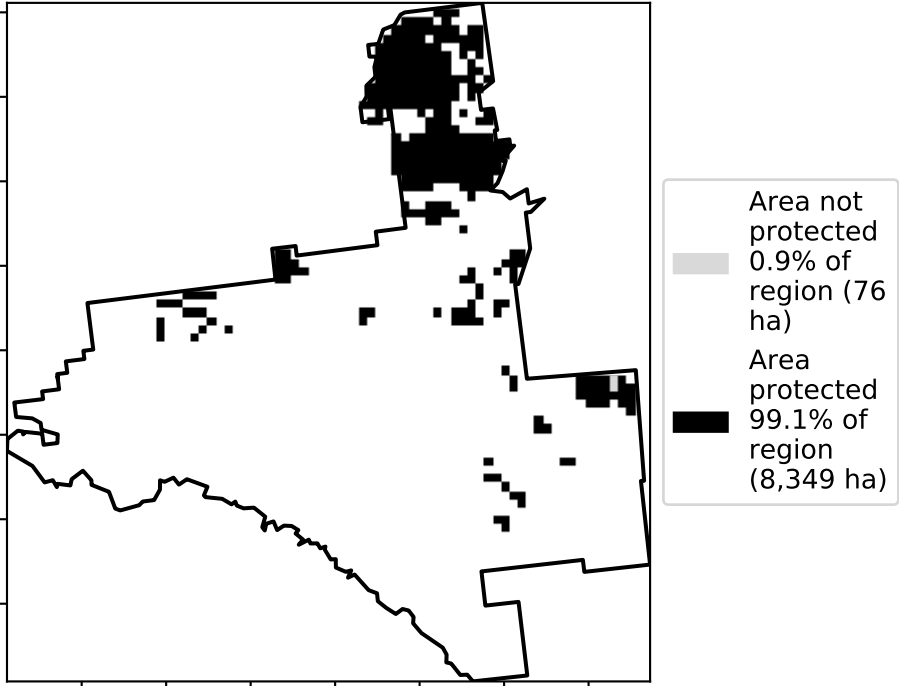 Area not
protected
0.9% of
region (76
ha)
Area
protected
99.1% of
region
(8,349 ha)